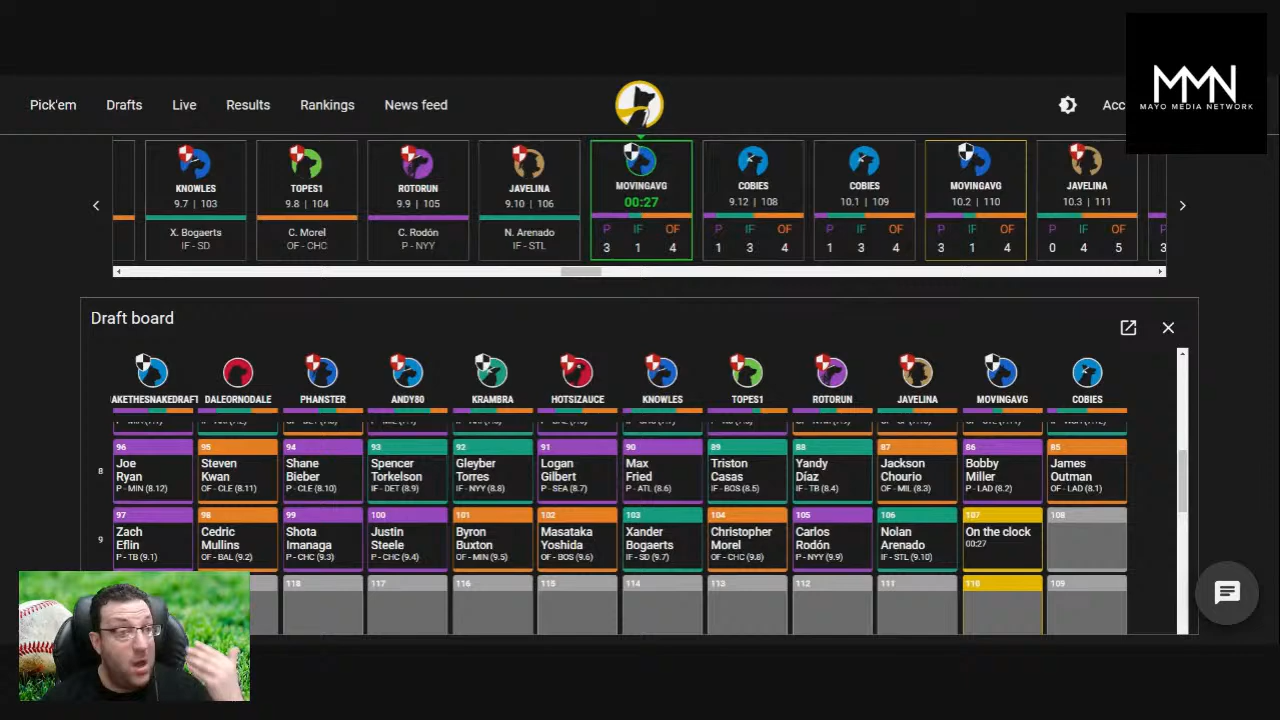 MMN
MAYO MEDIA NETWORK
Pick'em Drafts Live Results Rankings News feed Acc
KNOWLES TOPES1 ROTORUN JAVELINA MOVINGAVG COBIES COBIES MOVINGAVG JAVELINA
9.7 | 103 9.8 | 104 9.9 | 105 9.10 | 106 00:27 9.12 | 108 10.1 | 109 10.2 | 110 10.3 | 111
X. Bogaerts C. Morel C. Rodón N. Arenado P IF OF P IF OF P IF OF P IF OF P IF OF P
IF - SD OF - CHC P - NYY IF - STL 3 1 4 1 3 4 1 3 4 3 1 4 0 4 5 3
Draft board
AKETHESNAKEDRAFT DALEORNODALE PHANSTER ANDY80 KRAMBRA HOTSIZAUCE KNOWLES TOPES1 ROTORUN JAVELINA MOVINGAVG COBIES
96 95 94 93 92 91 90 89 88 87 86 85
8
Joe Steven Shane Spencer Gleyber Logan Max Triston Yandy Jackson Bobby James
Ryan Kwan Bieber Torkelson Torres Gilbert Fried Casas Díaz Chourio Miller Outman
P - MIN (8.12) OF - CLE (8.11) P - CLE (8.10) IF - DET (8.9) IF - NYY (8.8) P - SEA (8.7) P - ATL (8.6) IF - BOS (8.5) IF - TB (8.4) OF - MIL (8.3) P - LAD (8.2) OF - LAD (8.1)
97 98 99 100 101 102 103 104 105 106 107 108
9
Zach Cedric Shota Justin Byron Masataka Xander Christopher Carlos Nolan On the clock
Eflin Mullins Imanaga Steele Buxton Yoshida Bogaerts Morel Rodón Arenado 00:27
P - TB (9.1) OF - BAL (9.2) P - CHC (9.3) P - CHC (9.4) OF - MIN (9.5) OF - BOS (9.6) IF - SD (9.7) OF - CHC (9.8) P - NYY (9.9) IF - STL (9.10)
118 117 116 115 114 113 112 111 110 109